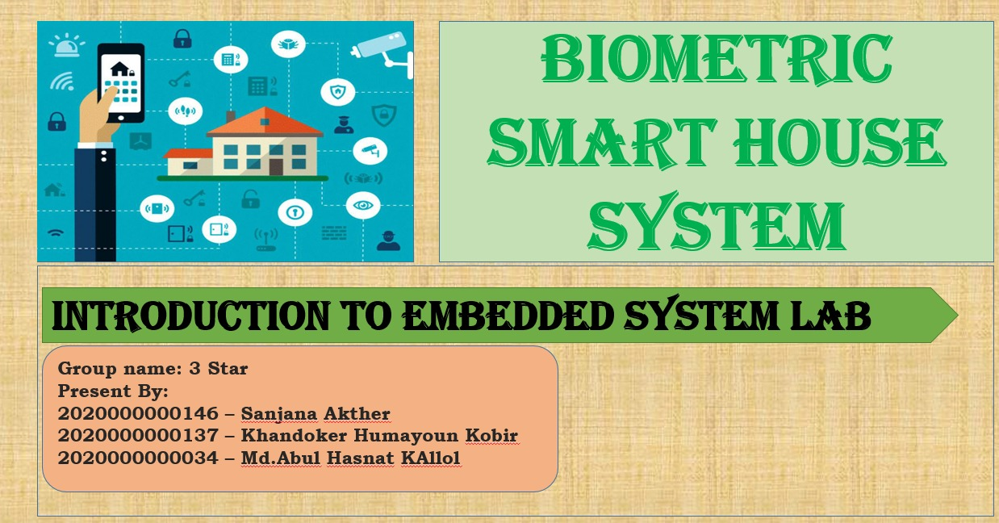 BIOMETRIC
SMART HOUSE
SYSTEM
INTRODUCTION TO EMBEDDED SYSTEM LAB
Group name: 3 Star
Present By:
2020000000146 – Sanjana Akther
2020000000137 – Khandoker Humayoun Kobir
2020000000034 – Md.Abul Hasnat KAllol